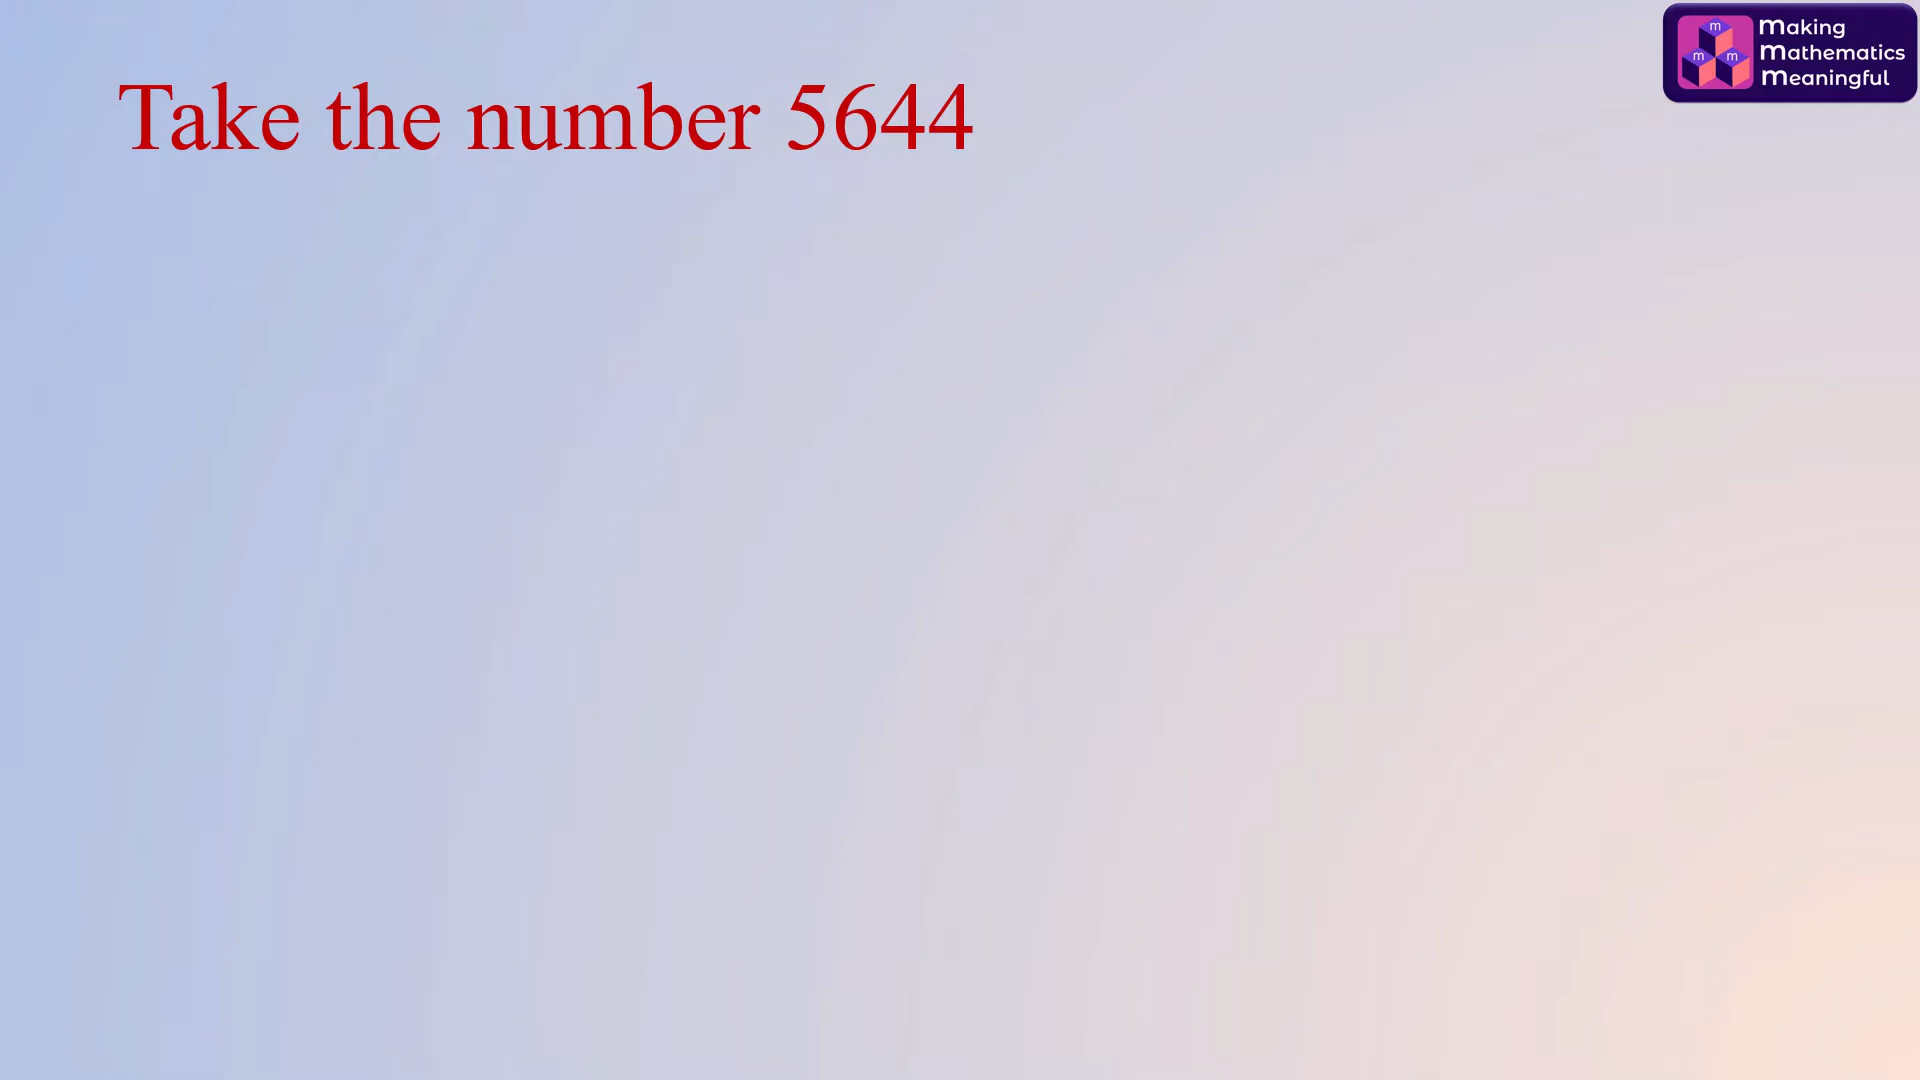 Take the number 5644
m
m m
making
mathematics
meaningful